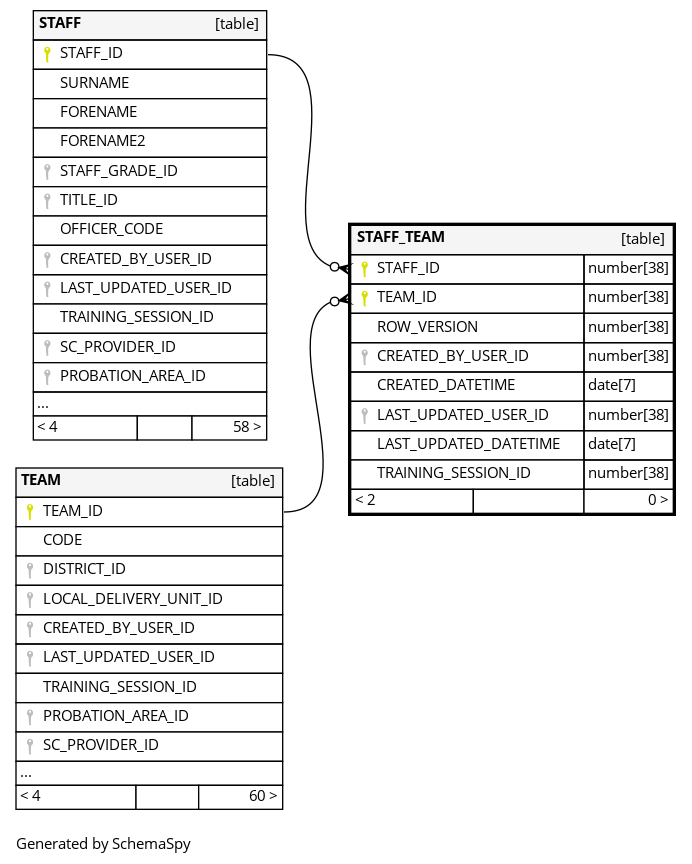 STAFF [table]
STAFF_ID
SURNAME
FORENAME
FORENAME2
STAFF_GRADE_ID
TITLE_ID
OFFICER_CODE
CREATED_BY_USER_ID
LAST_UPDATED_USER_ID
TRAINING_SESSION_ID
SC_PROVIDER_ID
PROBATION_AREA_ID
...
< 4 58 >
STAFF_TEAM [table]
STAFF_ID number[38]
TEAM_ID number[38]
ROW_VERSION number[38]
CREATED_BY_USER_ID number[38]
CREATED_DATETIME date[7]
LAST_UPDATED_USER_ID number[38]
LAST_UPDATED_DATETIME date[7]
TRAINING_SESSION_ID number[38]
< 2 0 >
TEAM [table]
TEAM_ID
CODE
DISTRICT_ID
LOCAL_DELIVERY_UNIT_ID
CREATED_BY_USER_ID
LAST_UPDATED_USER_ID
TRAINING_SESSION_ID
PROBATION_AREA_ID
SC_PROVIDER_ID
...
< 4 60 >
Generated by SchemaSpy